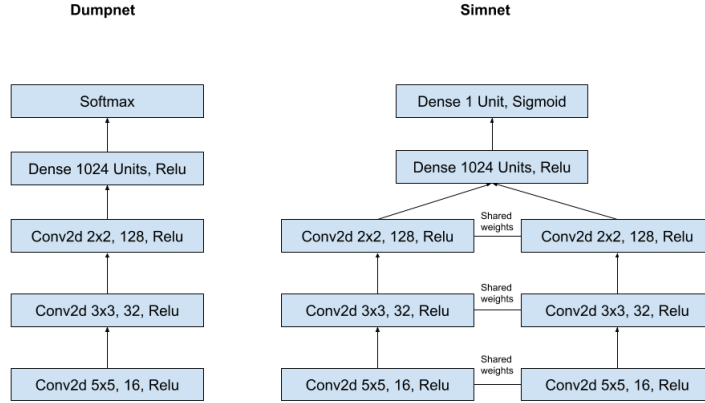 Dumpnet
Simnet
Softmax
Dense 1024 Units, Relu
Conv2d 2x2, 128, Relu
Conv2d 3x3, 32, Relu
Conv2d 5x5, 16, Relu
Dense 1 Unit, Sigmoid
Dense 1024 Units, Relu
Conv2d 2x2, 128, Relu
Shared
weights
Conv2d 2x2, 128, Relu
Conv2d 3x3, 32, Relu
Shared
weights
Conv2d 3x3, 32, Relu
Conv2d 5x5, 16, Relu
Shared
weights
Conv2d 5x5, 16, Relu